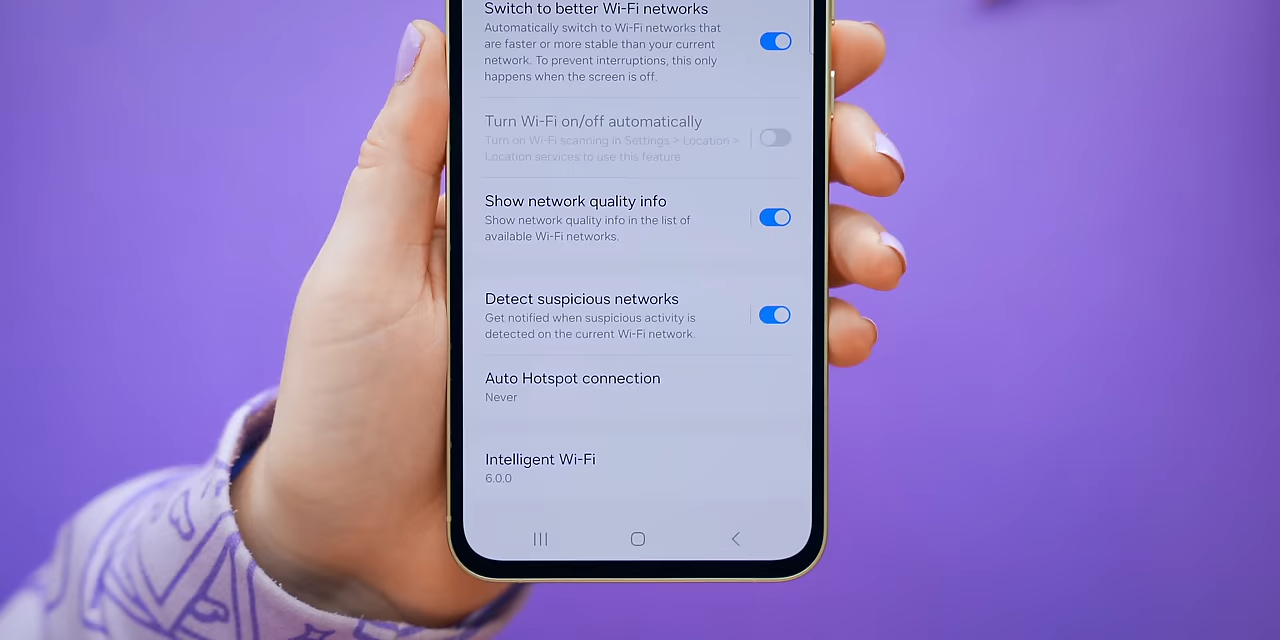 Switch to better Wi-Fi networks
Automatically switch to Wi-Fi networks that
are faster or more stable than your current
network. To prevent interruptions, this only
happens when the screen is off.
Turn Wi-Fi on/off automatically
Turn on Wi-Fi scanning in Settings > Location >
Location services to use this feature.
Show network quality info
Show network quality info in the list of
available Wi-Fi networks.
Detect suspicious networks
Get notified when suspicious activity is
detected on the current Wi-Fi network.
Auto Hotspot connection
Never
Intelligent Wi-Fi
6.0.0